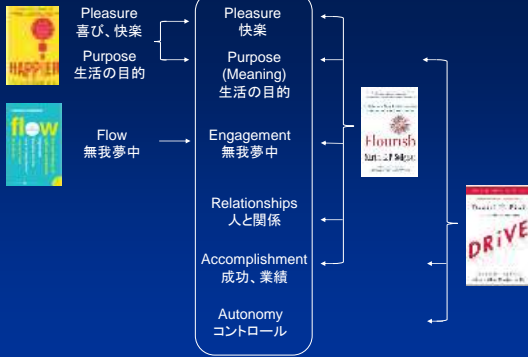 HAPPIER
Pleasure
喜び、快楽
Purpose
生活の目的
flow
Flow
無我夢中
Pleasure
快楽
Purpose
(Meaning)
生活の目的
Engagement
無我夢中
Relationships
人と関係
Accomplishment
成功、業績
Autonomy
コントロール
Flourish
DRiVE